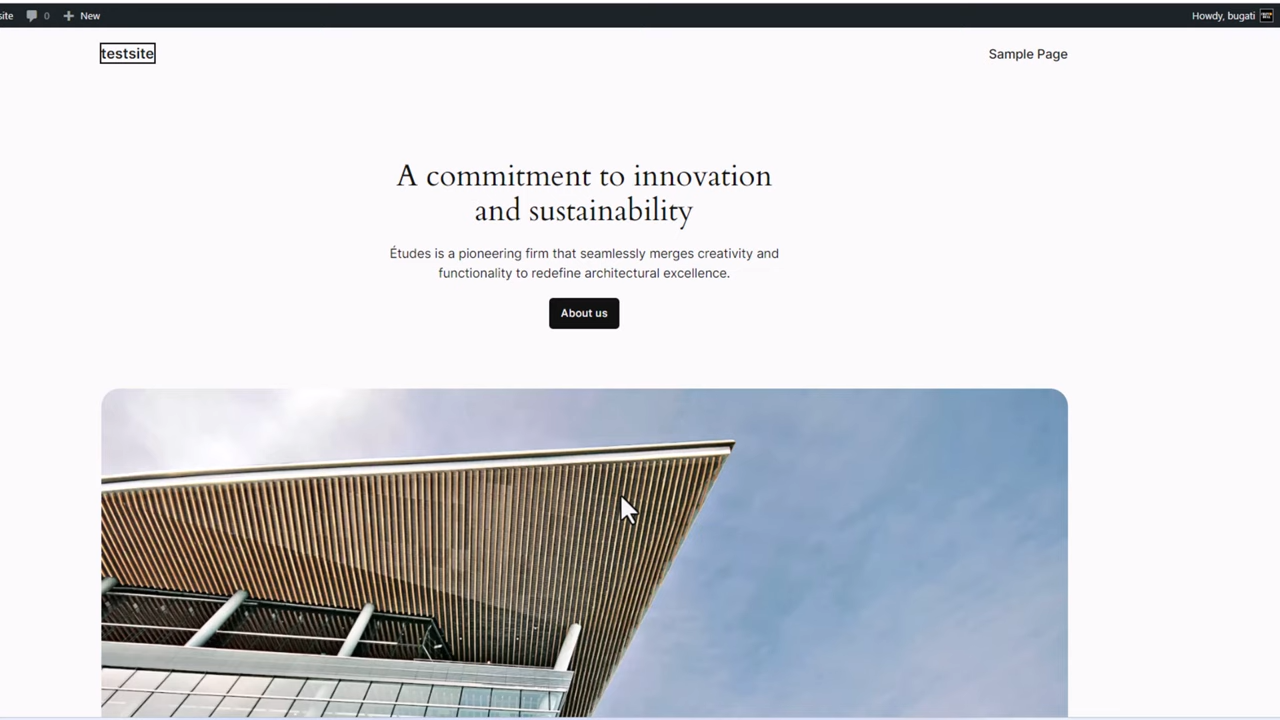 site 0 New Howdy, bugati
testsite Sample Page
A commitment to innovation
and sustainability
Études is a pioneering firm that seamlessly merges creativity and
functionality to redefine architectural excellence.
About us